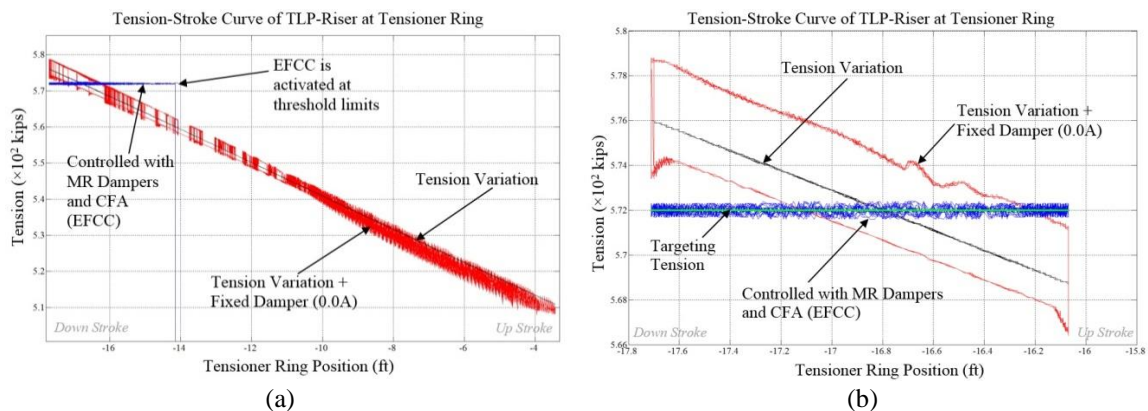 Tension-Stroke Curve of TLP-Riser at Tensioner Ring
5.8
5.7
5.6
5.5
5.4
5.3
5.2
5.1
Tension (×10² kips)
EFCC is
activated at
threshold limits
Controlled with
MR Dampers
and CFA
(EFCC)
Tension Variation
Tension Variation +
Fixed Damper (0.0A)
Down Stroke
Up Stroke
-16
-14
-12
-10
-8
-6
-4
Tensioner Ring Position (ft)
(a)
Tension-Stroke Curve of TLP-Riser at Tensioner Ring
5.8
5.78
5.76
5.74
5.72
5.7
5.68
5.66
Tension (×10² kips)
Tension Variation
Tension Variation +
Fixed Damper (0.0A)
Targeting
Tension
Controlled with MR Dampers
and CFA (EFCC)
Down Stroke
Up Stroke
-17.8
-17.6
-17.4
-17.2
-17
-16.8
-16.6
-16.4
-16.2
-16
-15.8
Tensioner Ring Position (ft)
(b)